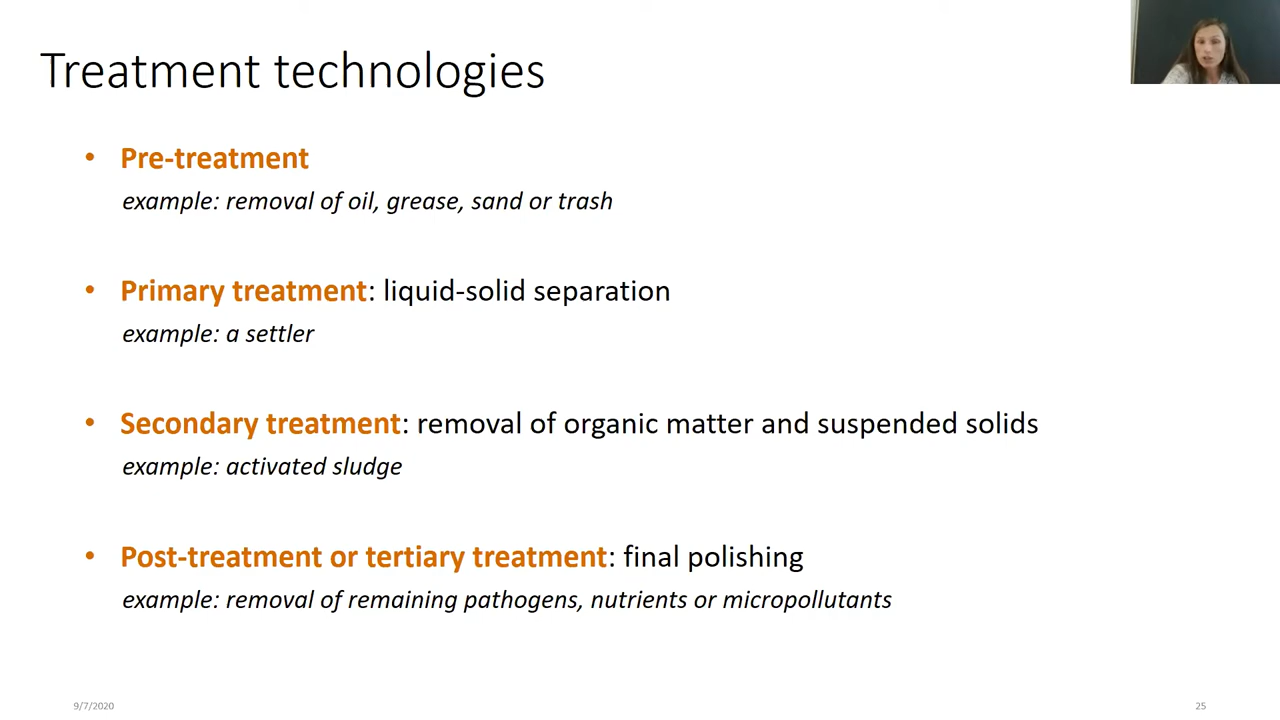 Treatment technologies
• Pre-treatment
example: removal of oil, grease, sand or trash
• Primary treatment: liquid-solid separation
example: a settler
• Secondary treatment: removal of organic matter and suspended solids
example: activated sludge
• Post-treatment or tertiary treatment: final polishing
example: removal of remaining pathogens, nutrients or micropollutants
9/7/2020
25